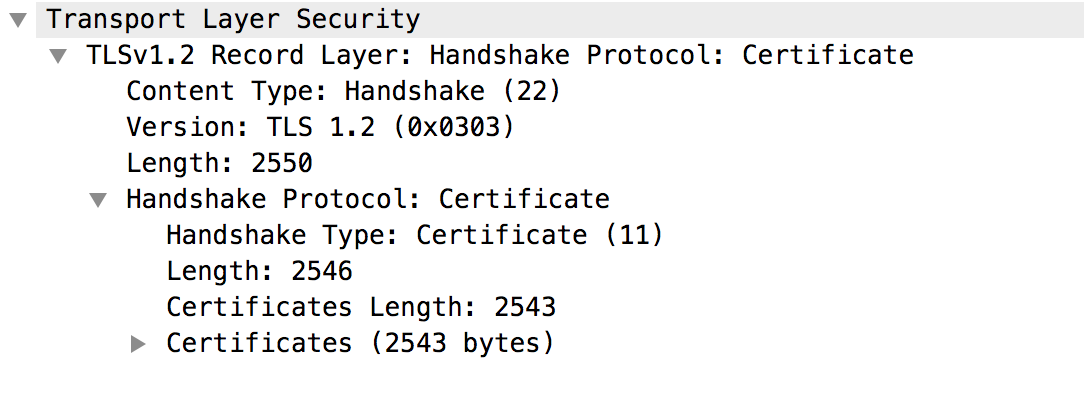 Transport Layer Security
TLSv1.2 Record Layer: Handshake Protocol: Certificate
Content Type: Handshake (22)
Version: TLS 1.2 (0x0303)
Length: 2550
Handshake Protocol: Certificate
Handshake Type: Certificate (11)
Length: 2546
Certificates Length: 2543
Certificates (2543 bytes)